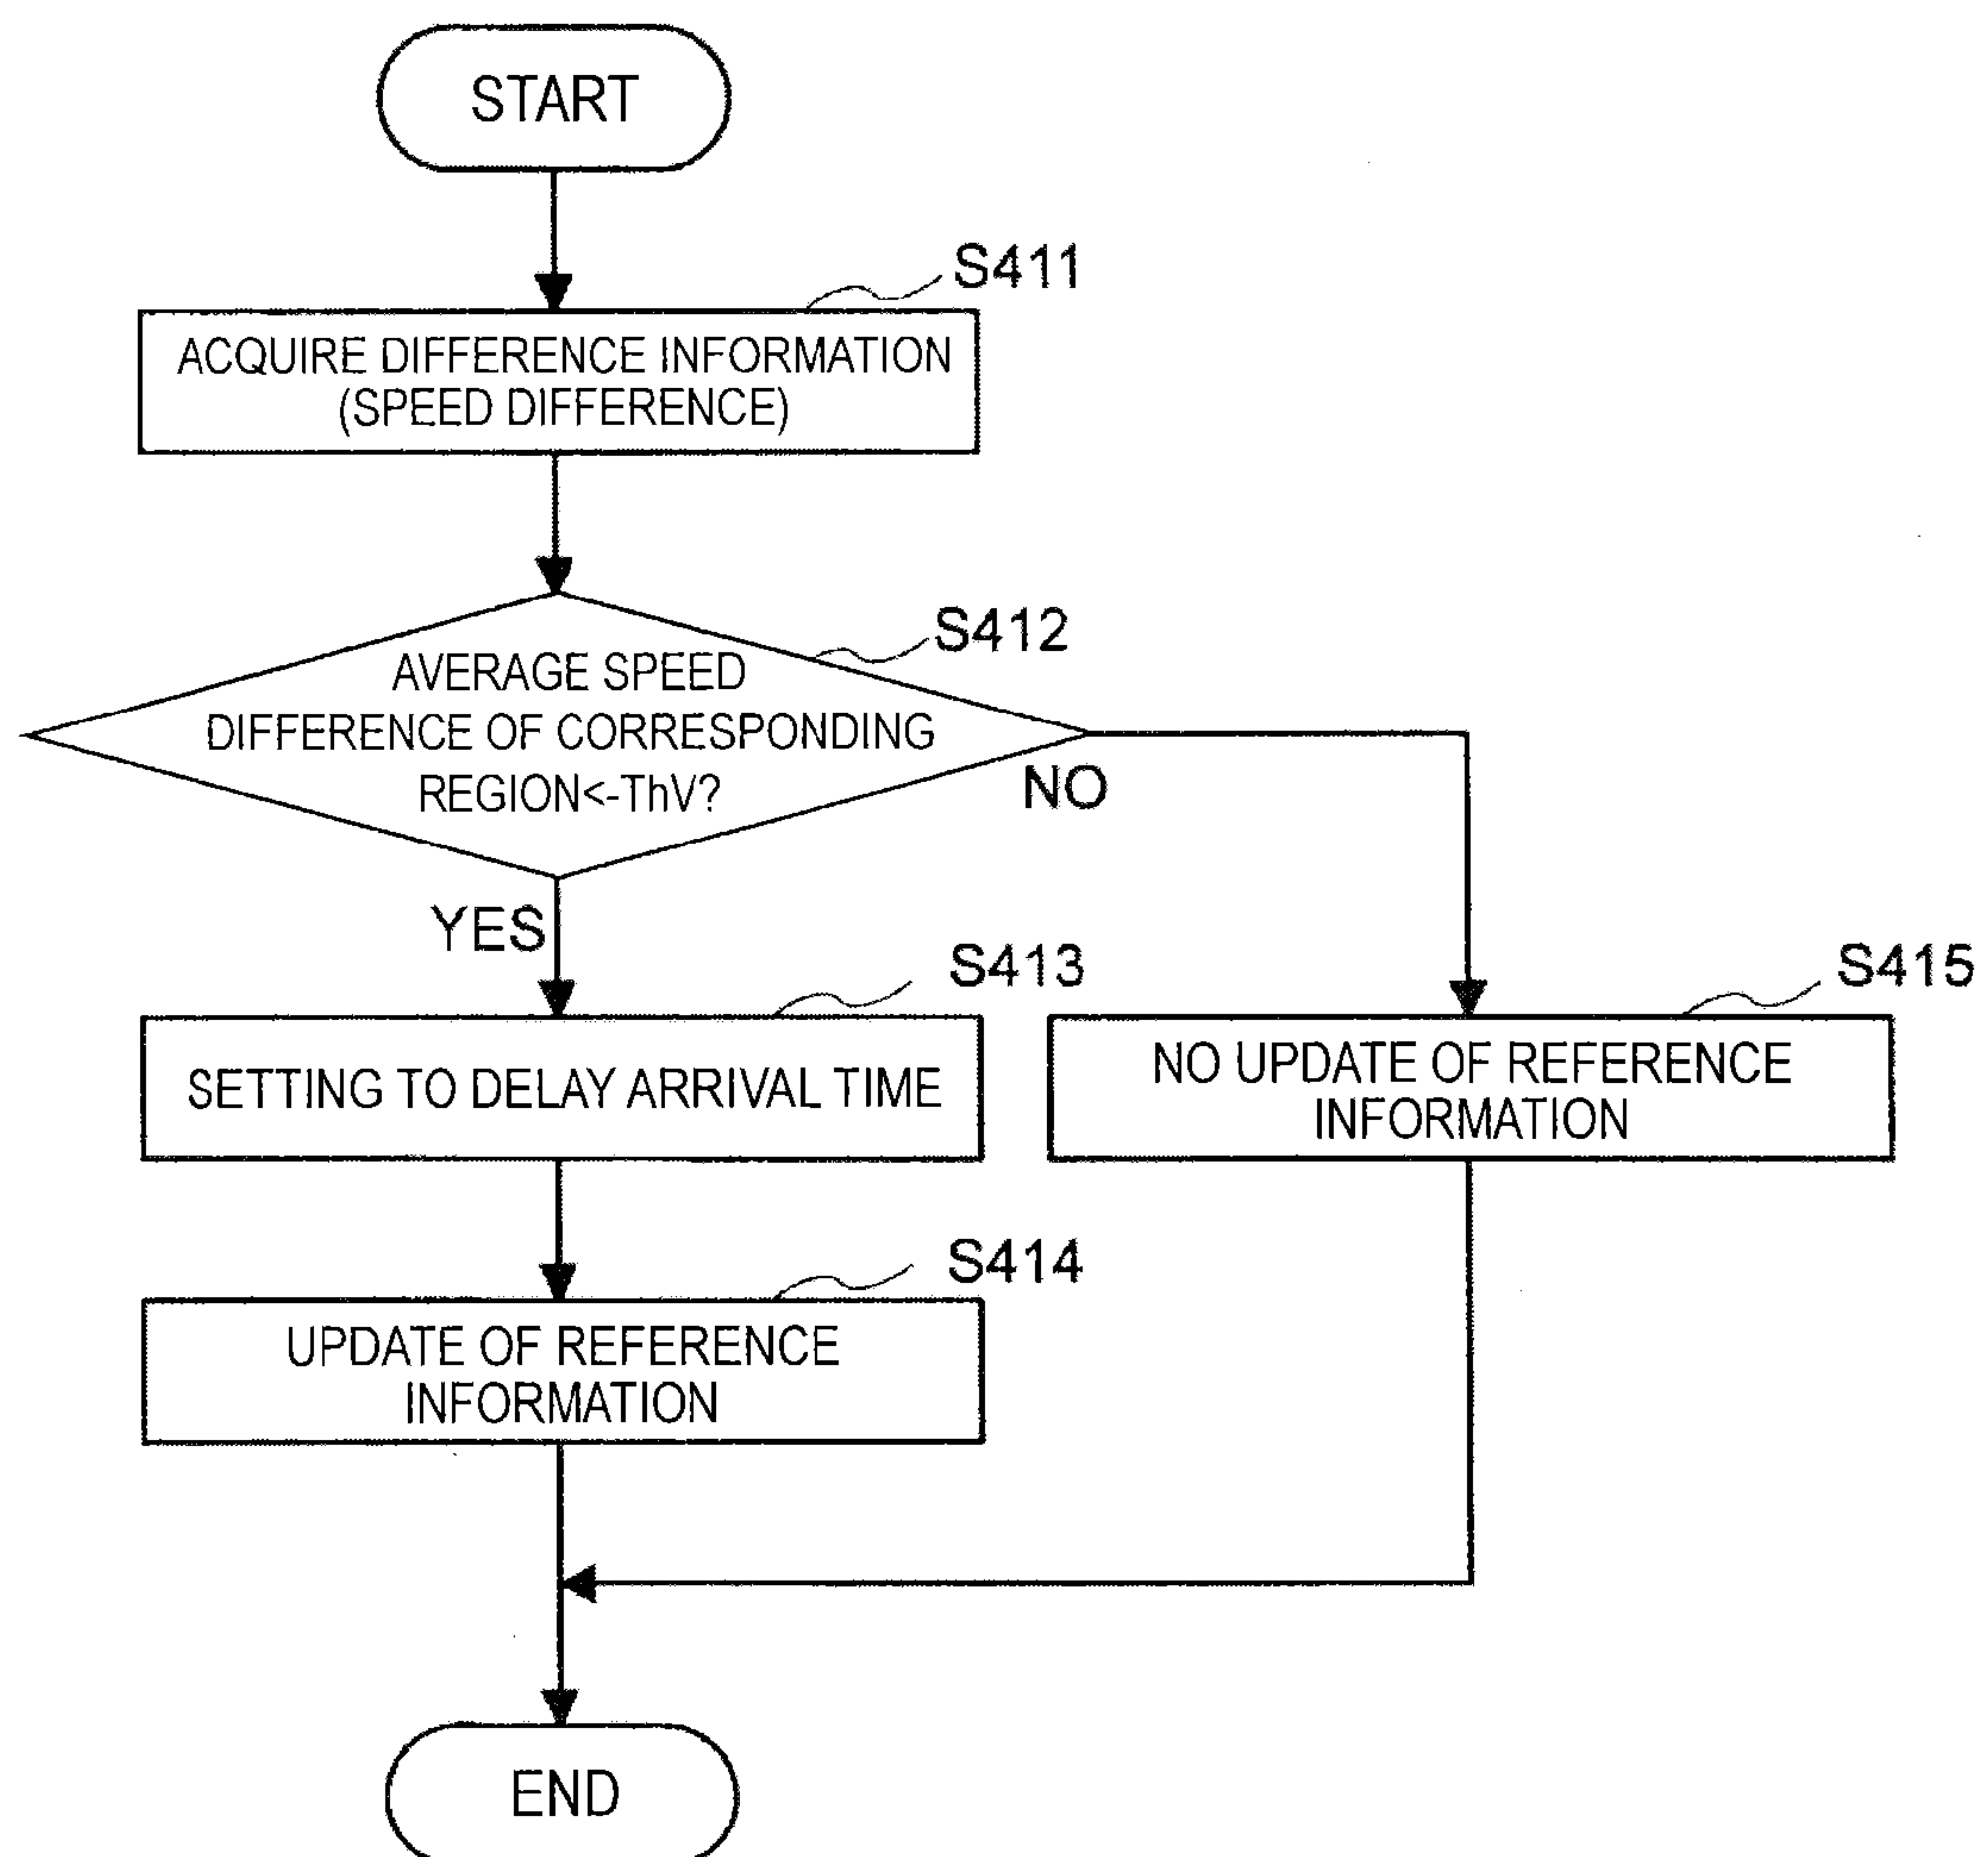 START
S411
ACQUIRE DIFFERENCE INFORMATION
(SPEED DIFFERENCE)
S412
AVERAGE SPEED
DIFFERENCE OF CORRESPONDING
REGION<-ThV?
NO
YES
S413
SETTING TO DELAY ARRIVAL TIME
S415
NO UPDATE OF REFERENCE
INFORMATION
S414
UPDATE OF REFERENCE
INFORMATION
END